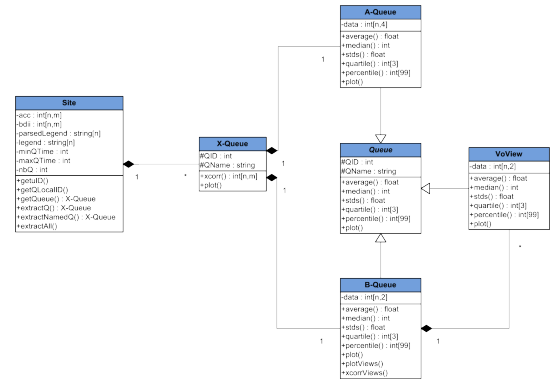 A-Queue
-data : int[n,4]
+average() : float
+median() : int
+stds() : float
+quartile() : int[3]
+percentile() : int[99]
+plot()
1
Site
-acc : int[n,m]
-bdii : int[n,m]
-parsedLegend : string[n]
-legend : string[n]
-minQTime : int
-maxQTime : int
-nbQ : int
+getuID()
+getQLocalID()
+getQueue() : X-Queue
+extractQ() : X-Queue
+extractNamedQ() : X-Queue
+extractAll()
1
*
X-Queue
#QID : int
#QName : string
+xcorr() : int[n,m]
+plot()
1
1
Queue
#QID : int
#QName : string
+average() : float
+median() : int
+stds() : float
+quartile() : int[3]
+percentile() : int[99]
+plot()
VoView
-data : int[n,2]
+average() : float
+median() : int
+stds() : float
+quartile() : int[3]
+percentile() : int[99]
+plot()
*
B-Queue
-data : int[n,2]
+average() : float
+median() : int
+stds() : float
+quartile() : int[3]
+percentile() : int[99]
+plot()
+plotViews()
+xcorrViews()
1
1